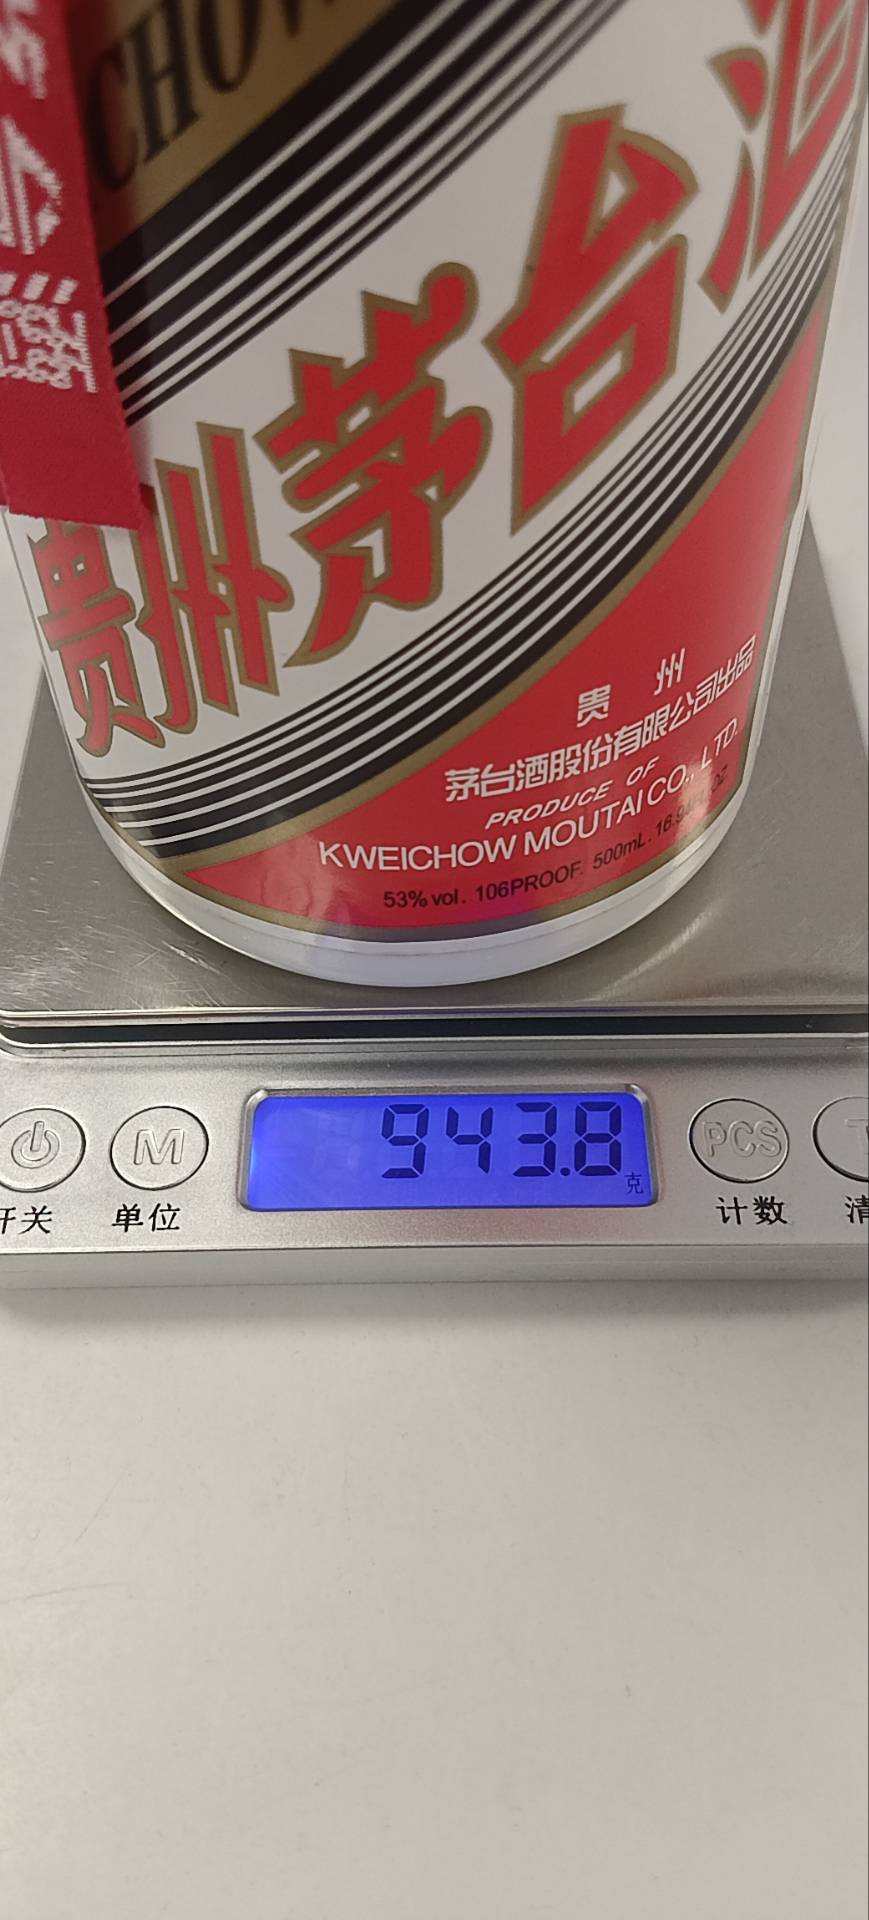 CHOW
贵州茅台酒
贵州
茅台酒股份有限公司出品
PRODUCE OF
KWEICHOW MOUTAI CO., LTD.
53% vol. 106PROOF. 500mL.
943.8
克
M
PCS
T
开关
单位
计数
清